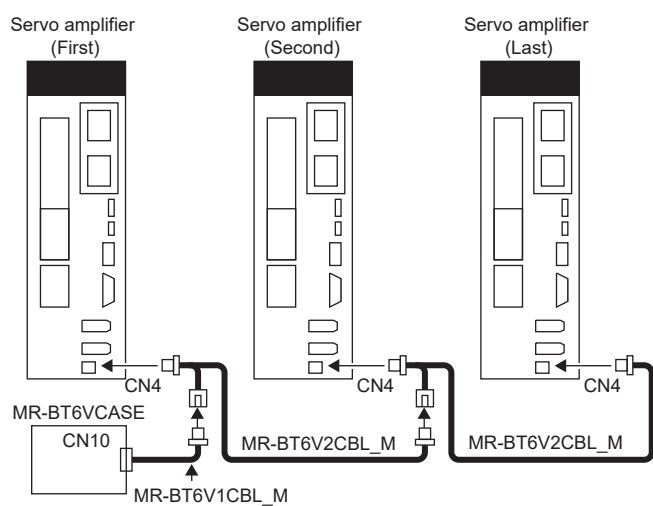 Servo amplifier
(First)
Servo amplifier
(Second)
Servo amplifier
(Last)
CN4
CN4
CN4
MR-BT6VCASE
CN10
MR-BT6V2CBL_M
MR-BT6V2CBL_M
MR-BT6V1CBL_M